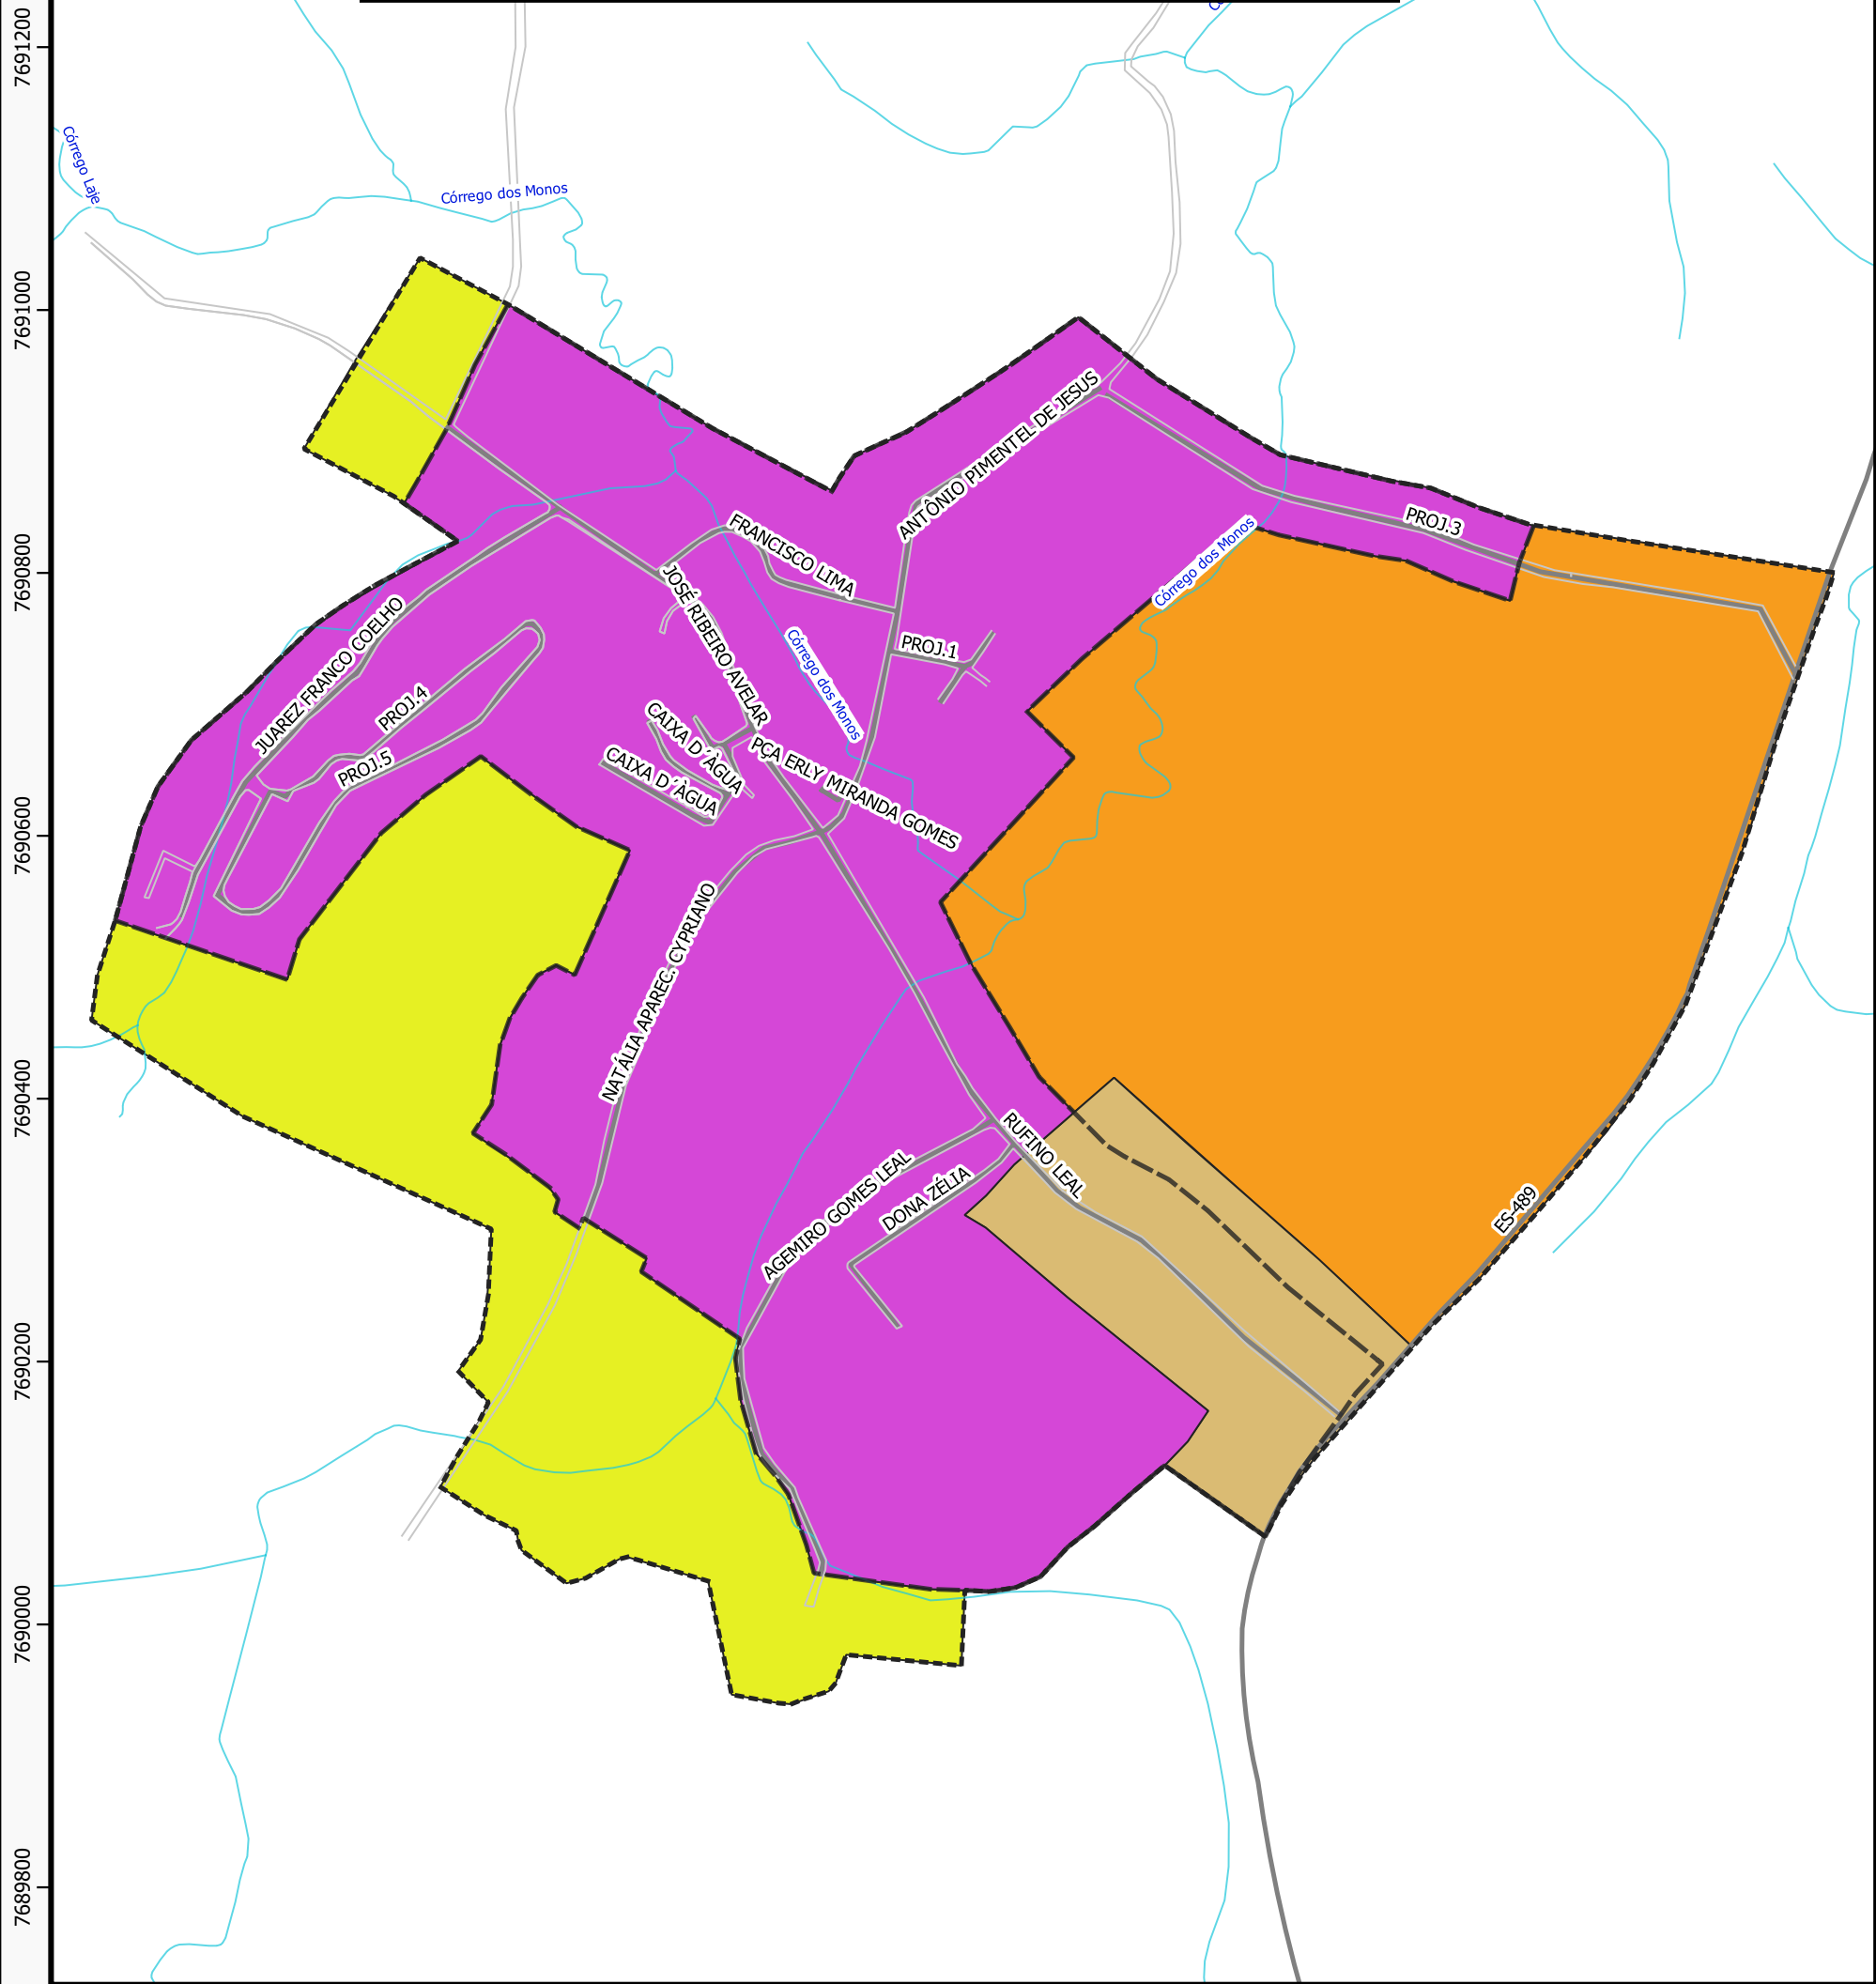 7691200
Córrego Laje
Córrego dos Monos
7691000
ANTÔNIO PIMENTEL DE JESUS
PROJ.3
FRANCISCO LIMA
Córrego dos Monos
7690800
JOSÉ RIBEIRO AVELAR
JUAREZ FRANCO COELHO
PROJ.1
Córrego dos Monos
PROJ.4
CAIXA D´ÀGUA
PROJ.5
CAIXA D´ÀGUA
PÇA ERLY MIRANDA GOMES
7690600
NATÁLIA APAREC. CYPRIANO
7690400
RUFINO LEAL
AGEMIRO GOMES LEAL
DONA ZÉLIA
ES-489
7690200
7690000
7689800